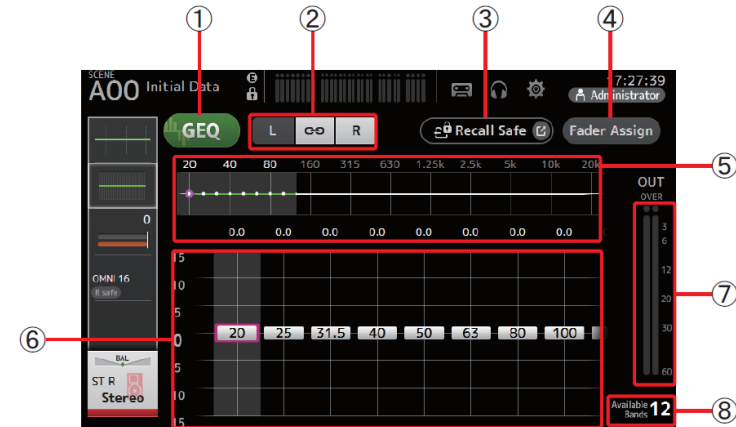 ① ② ③ ④
SCENE
A00 Initial Data
17:27:39
Administrator
GEQ
L R
Recall Safe
Fader Assign
20 40 80 160 315 630 1.25k 2.5k 5k 10k 20k
⑤
OUT
OVER
0
0.0 0.0 0.0 0.0 0.0 0.0 0.0 0.0
3
6
12
20
30
60
⑦
OMNI 16
R safe
15
10
5
0
5
10
15
⑥
20 25 31.5 40 50 63 80 100
BAL
ST R
Stereo
Available
Bands 12
⑧